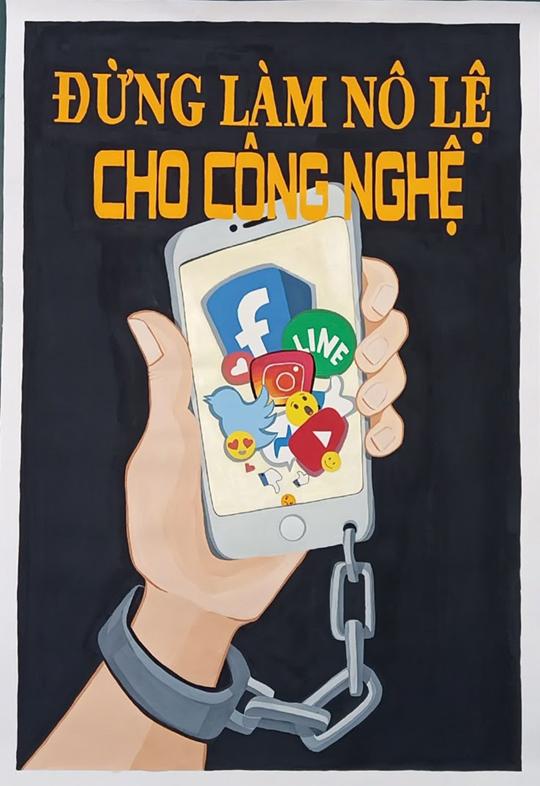 ĐỪNG LÀM NÔ LỆ
CHO CÔNG NGHỆ
f
LINE